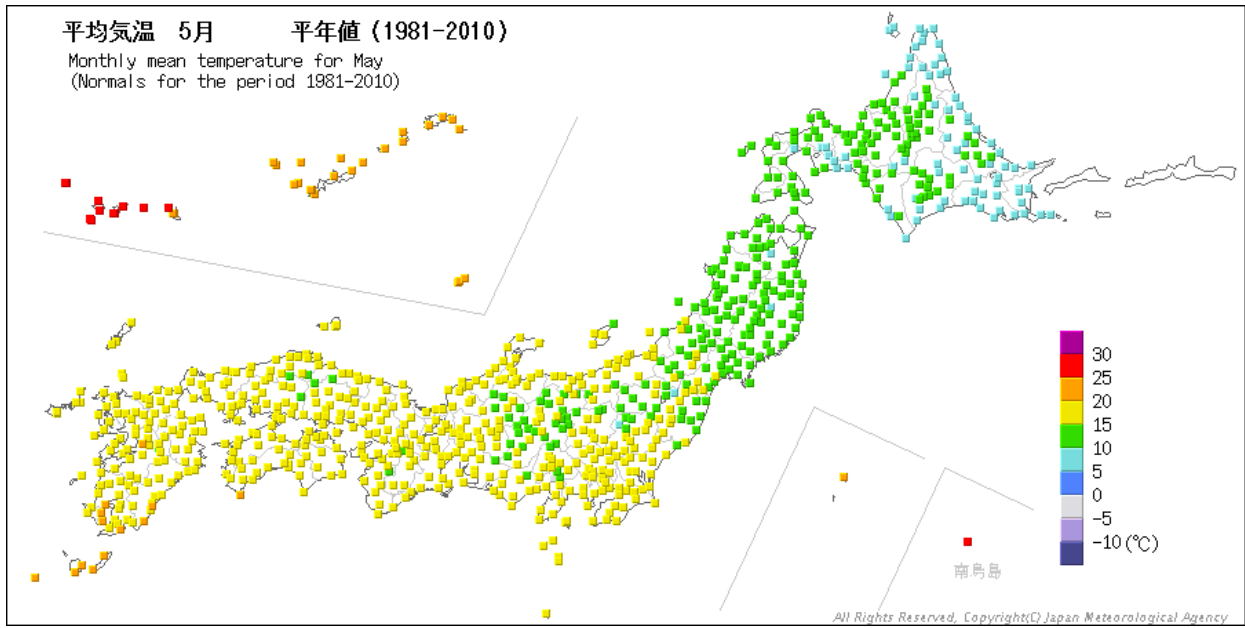 平均気温　5月　　　平年値（1981-2010）
Monthly mean temperature for May
(Normals for the period 1981-2010)
30
25
20
15
10
5
0
-5
-10 (℃)
南鳥島
All Rights Reserved, Copyright(C) Japan Meteorological Agency